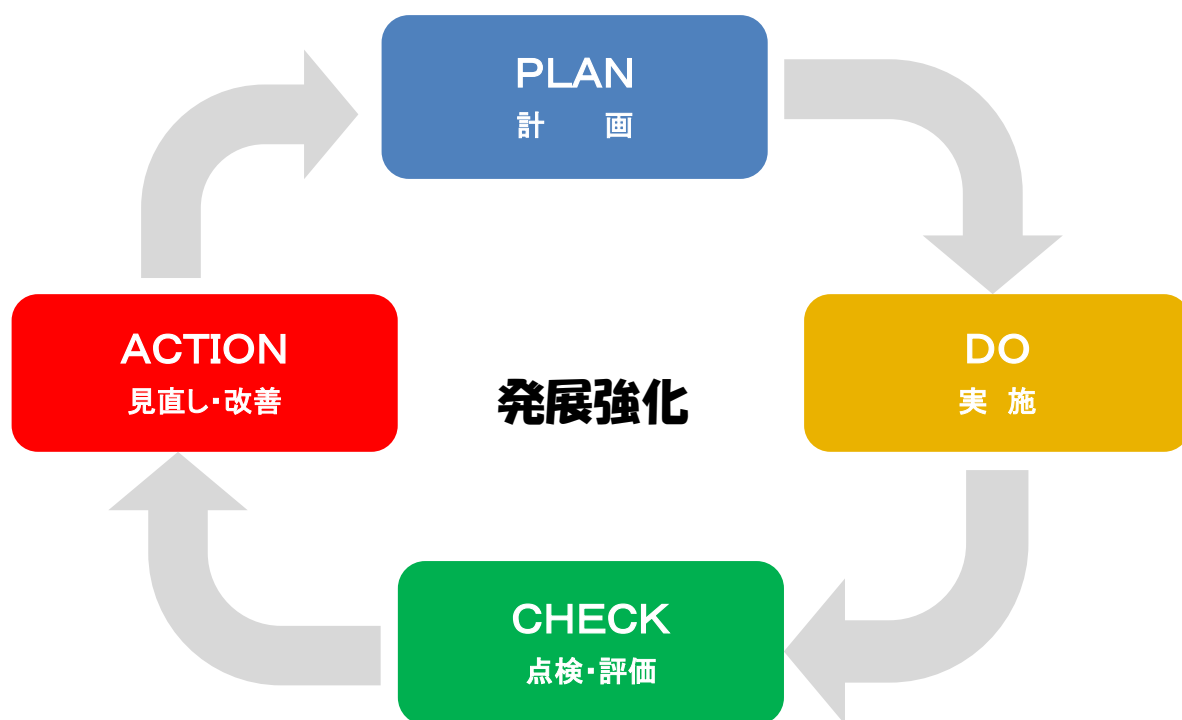 PLAN
計　　画
ACTION
見直し・改善
発展強化
DO
実　施
CHECK
点検・評価